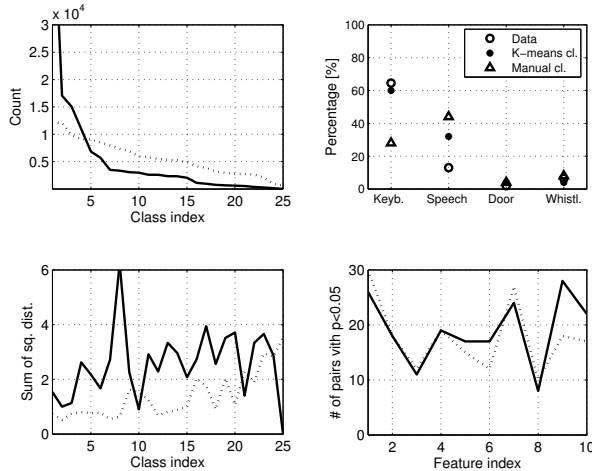 x 10⁴
3
2.5
2
1.5
1
0.5
Count
5 10 15 20 25
Class index
100
80
60
40
20
0
Percentage [%]
Data
K−means cl.
Manual cl.
Keyb. Speech Door Whistl.
6
4
2
0
Sum of sq. dist.
5 10 15 20 25
Class index
30
20
10
0
# of pairs vith p<0.05
2 4 6 8 10
Feature index